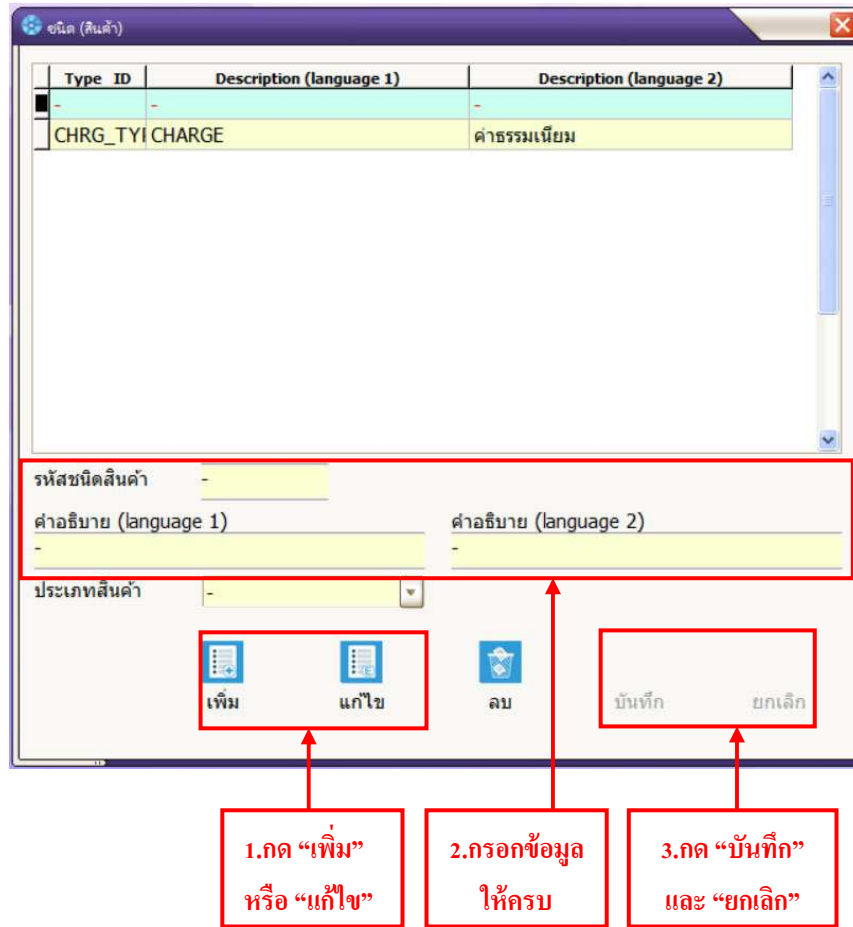 ชนิด (สินค้า)
Type ID Description (language 1) Description (language 2)
- - -
CHRG_TYI CHARGE ค่าธรรมเนียม
รหัสชนิดสินค้า -
คำอธิบาย (language 1) คำอธิบาย (language 2)
- -
ประเภทสินค้า -
เพิ่ม แก้ไข ลบ บันทึก ยกเลิก
1.กด “เพิ่ม” 2.กรอกข้อมูล 3.กด “บันทึก”
หรือ “แก้ไข” ให้ครบ และ “ยกเลิก”